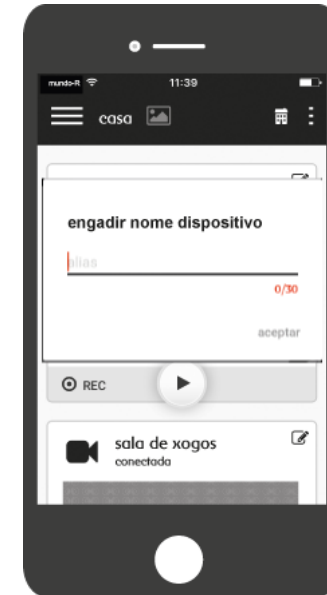 mundo-R 11:39
casa
engadir nome dispositivo
alias
0/30
aceptar
REC
sala de xogos
conectada